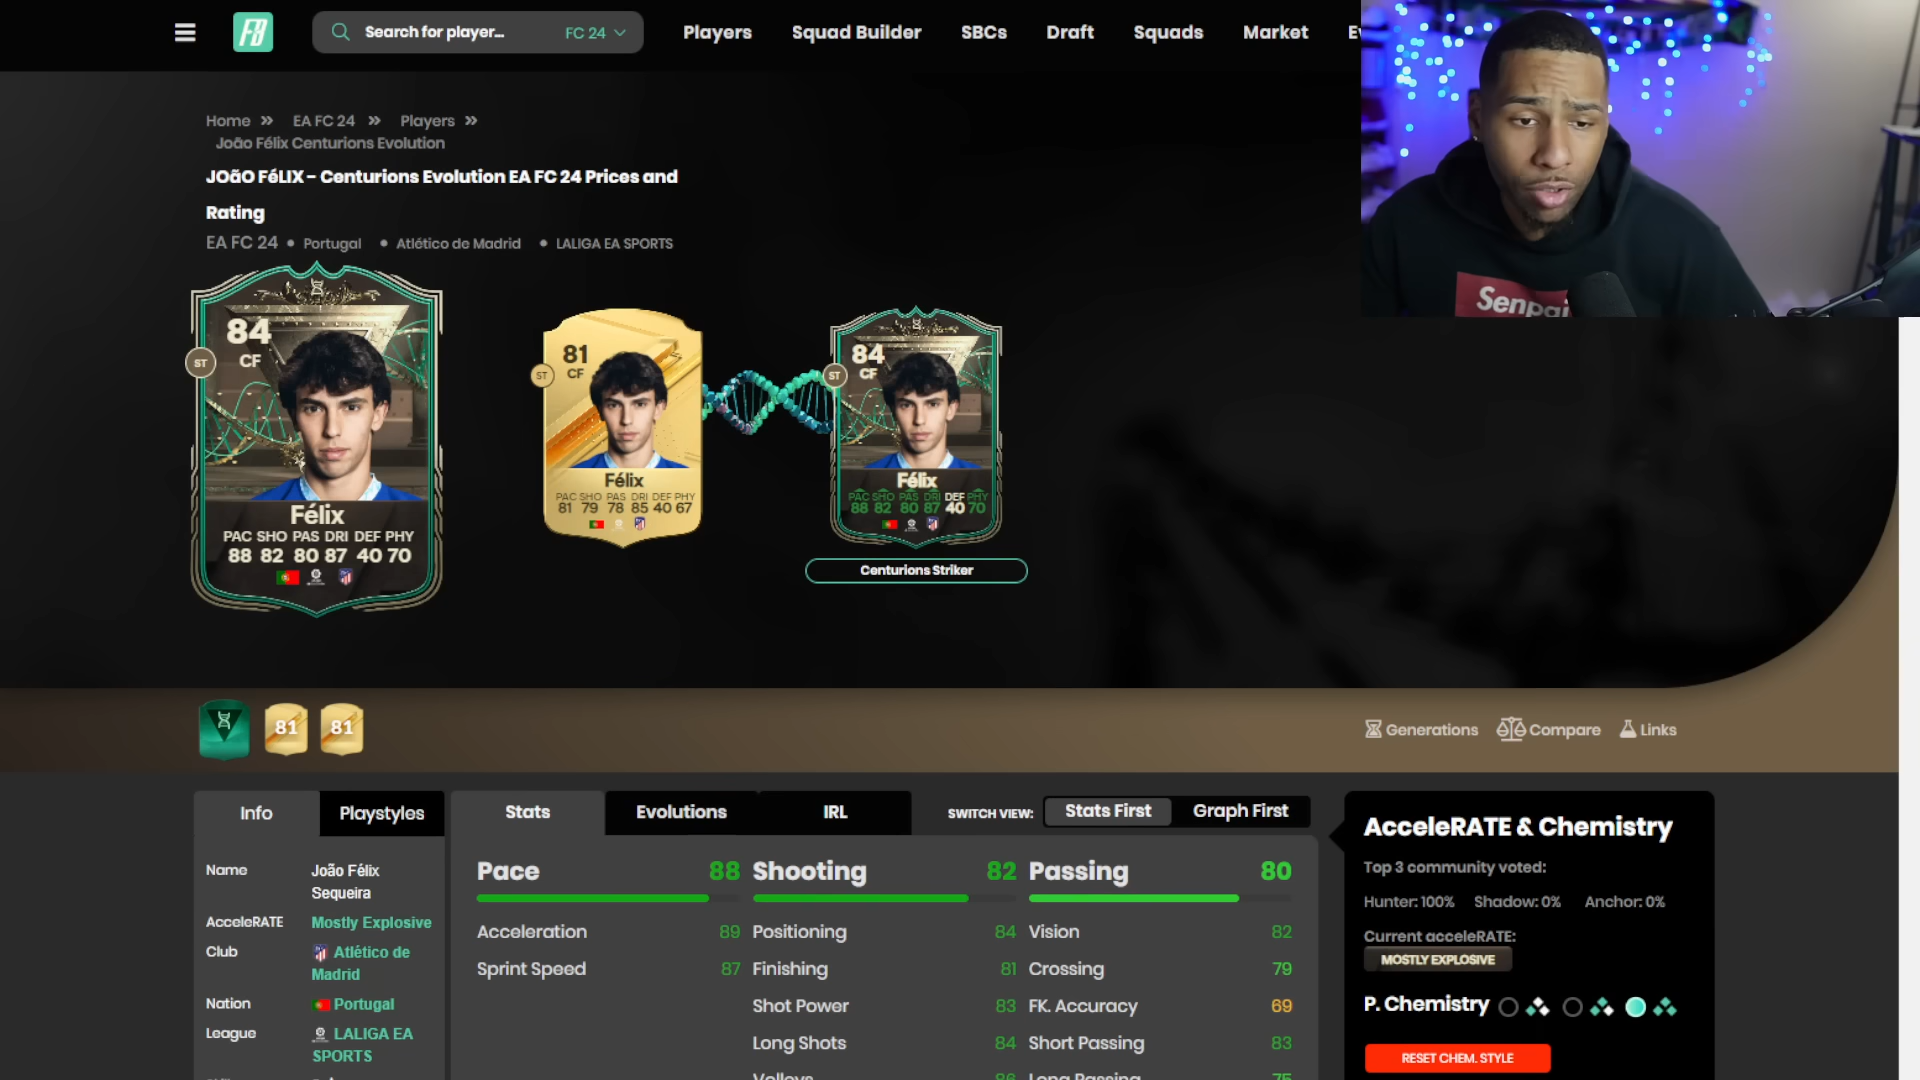 FB
Search for player...
FC 24
Players
Squad Builder
SBCs
Draft
Squads
Market
Home
EA FC 24
Players
João Félix Centurions Evolution
JOãO FéLIX - Centurions Evolution EA FC 24 Prices and
Rating
EA FC 24
Portugal
Atlético de Madrid
LALIGA EA SPORTS
84
CF
ST
Félix
PAC SHO PAS DRI DEF PHY
88 82 80 87 40 70
81
CF
ST
Félix
PAC SHO PAS DRI DEF PHY
81 79 78 85 40 67
84
CF
ST
Félix
PAC SHO PAS DRI DEF PHY
88 82 80 87 40 70
Centurions Striker
Senpai
81
81
Generations
Compare
Links
Info
Playstyles
Name
João Félix
Sequeira
AcceleRATE
Mostly Explosive
Club
Atlético de
Madrid
Nation
Portugal
League
LALIGA EA
SPORTS
Stats
Evolutions
IRL
SWITCH VIEW:
Stats First
Graph First
Pace 88
Acceleration 89
Sprint Speed 87
Shooting 82
Positioning 84
Finishing 81
Shot Power 83
Long Shots 84
Volleys 86
Passing 80
Vision 82
Crossing 79
FK. Accuracy 69
Short Passing 83
Long Passing 75
AcceleRATE & Chemistry
Top 3 community voted:
Hunter: 100%
Shadow: 0%
Anchor: 0%
Current acceleRATE:
MOSTLY EXPLOSIVE
P. Chemistry
RESET CHEM. STYLE